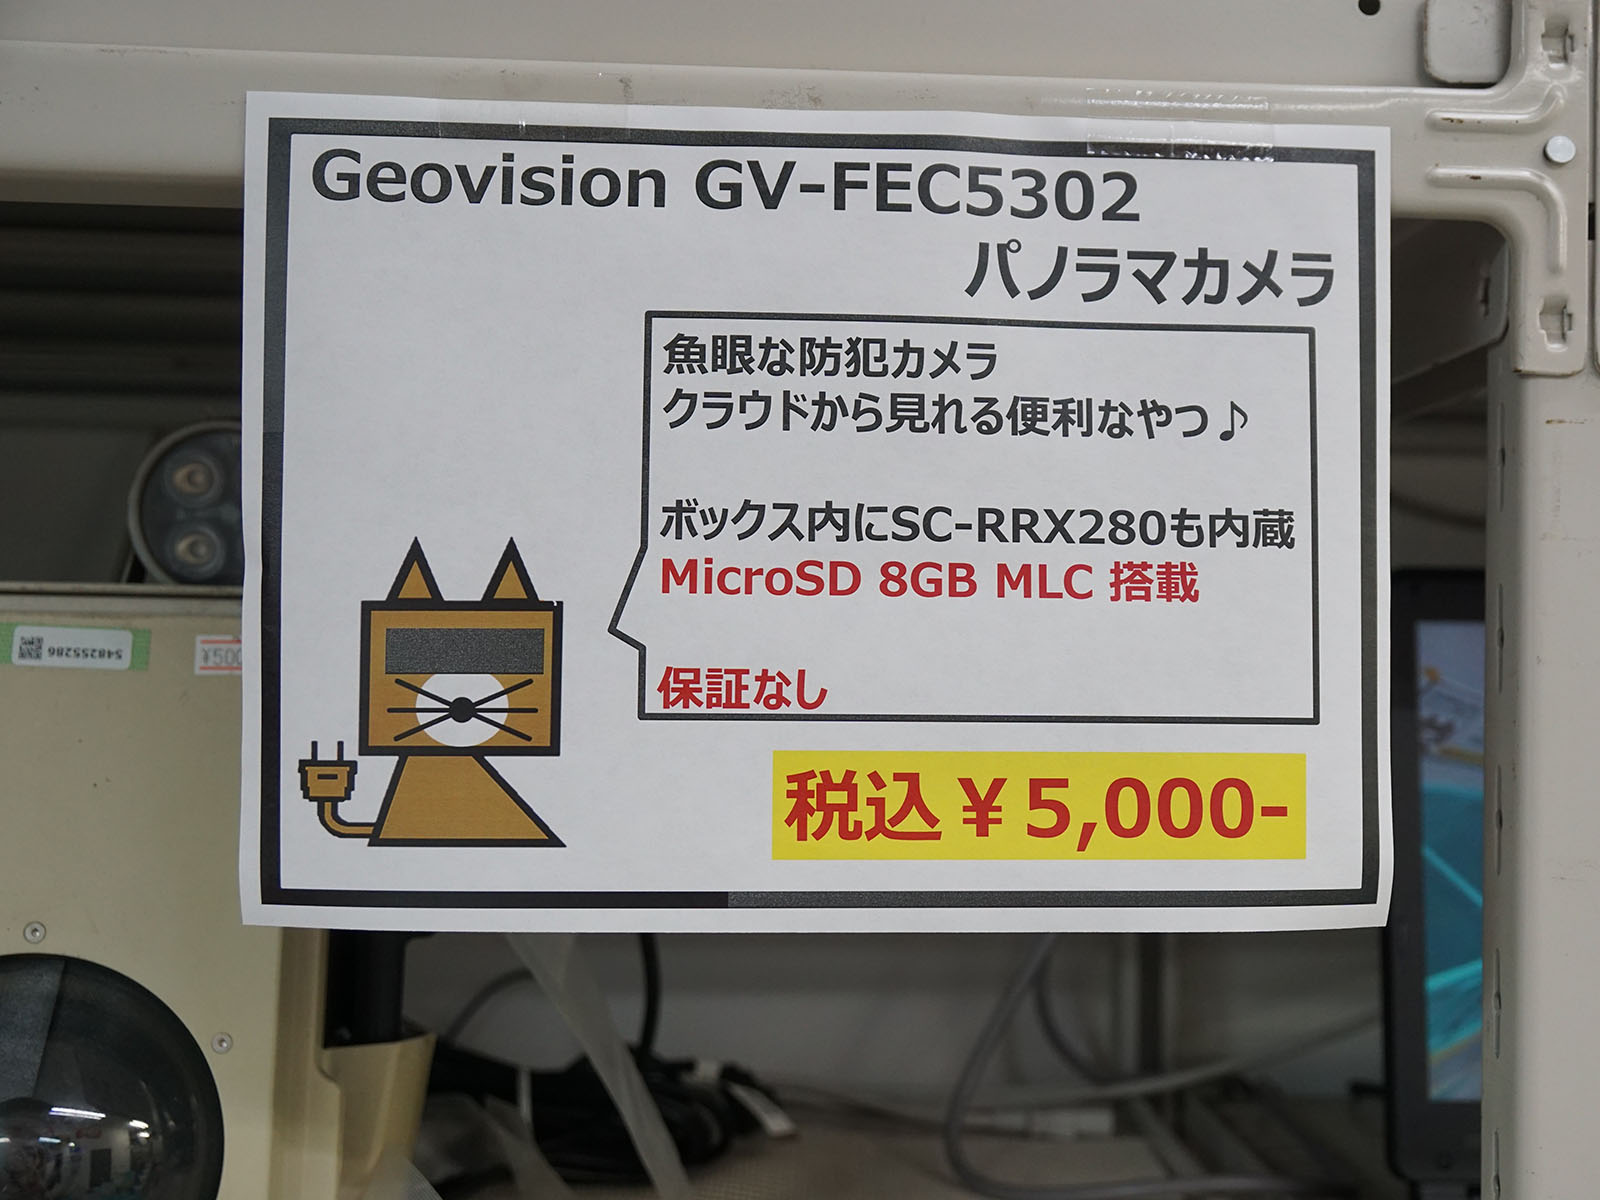 Geovision GV-FEC5302
パノラマカメラ
魚眼な防犯カメラ
クラウドから見れる便利なやつ♪
ボックス内にSC-RRX280も内蔵
MicroSD 8GB MLC 搭載
保証なし
税込￥5,000-
548255286
¥500